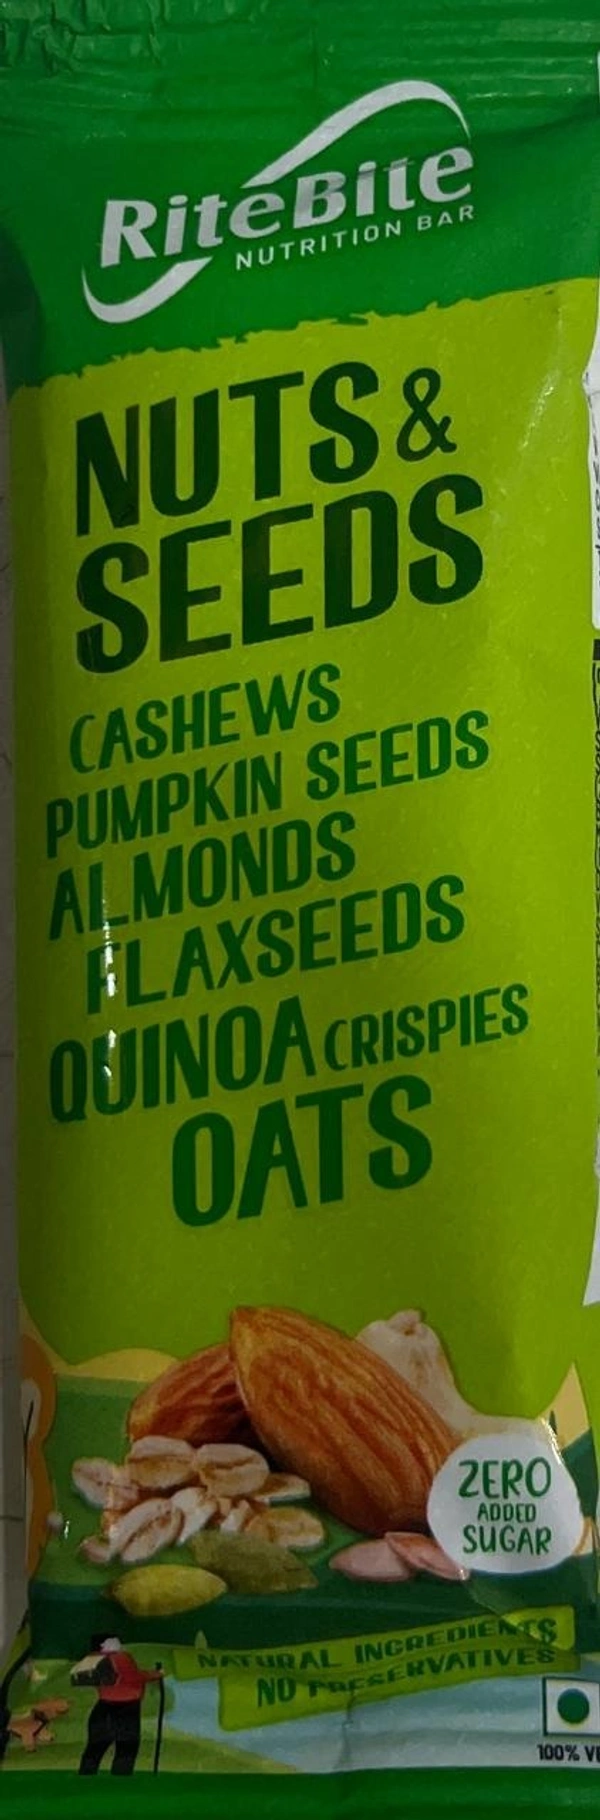 RiteBite
NUTRITION BAR
NUTS &
SEEDS
CASHEWS
PUMPKIN SEEDS
ALMONDS
FLAXSEEDS
QUINOA CRISPIES
OATS
ZERO
ADDED
SUGAR
NATURAL INGREDIENTS
NO PRESERVATIVES
100%